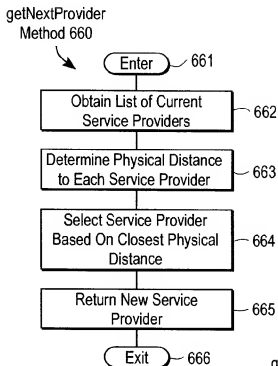 getNextProvider
Method 660
Enter
661
Obtain List of Current
Service Providers
662
Determine Physical Distance
to Each Service Provider
663
Select Service Provider
Based On Closest Physical
Distance
664
Return New Service
Provider
665
Exit
666